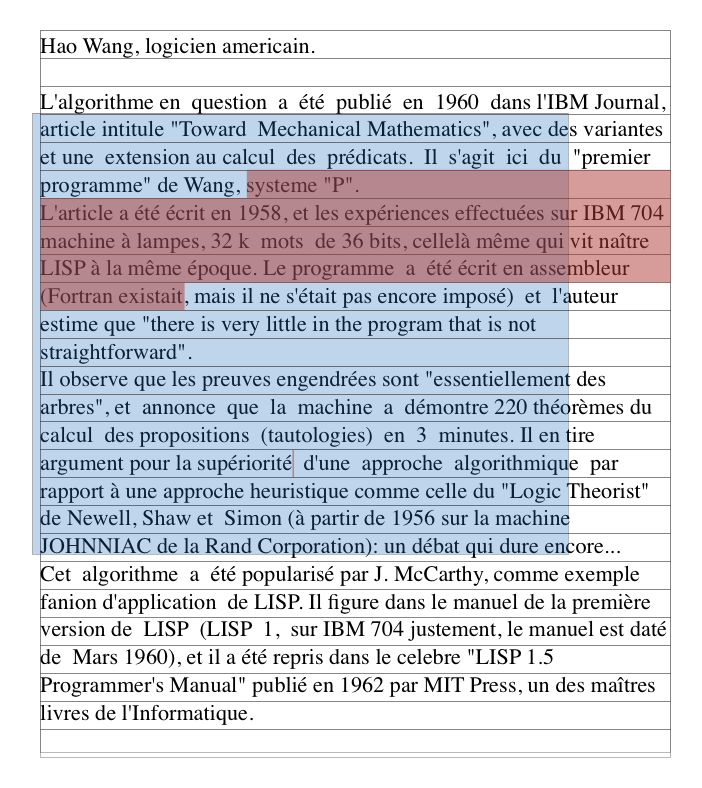 Hao Wang, logicien americain.
L'algorithme en question a été publié en 1960 dans l'IBM Journal,
article intitule "Toward Mechanical Mathematics", avec des variantes
et une extension au calcul des prédicats. Il s'agit ici du "premier
programme" de Wang, systeme "P".
L'article a été écrit en 1958, et les expériences effectuées sur IBM 704
machine à lampes, 32 k mots de 36 bits, cellelà même qui vit naître
LISP à la même époque. Le programme a été écrit en assembleur
(Fortran existait, mais il ne s'était pas encore imposé) et l'auteur
estime que "there is very little in the program that is not
straightforward".
Il observe que les preuves engendrées sont "essentiellement des
arbres", et annonce que la machine a démontre 220 théorèmes du
calcul des propositions (tautologies) en 3 minutes. Il en tire
argument pour la supériorité d'une approche algorithmique par
rapport à une approche heuristique comme celle du "Logic Theorist"
de Newell, Shaw et Simon (à partir de 1956 sur la machine
JOHNNIAC de la Rand Corporation): un débat qui dure encore...
Cet algorithme a été popularisé par J. McCarthy, comme exemple
fanion d'application de LISP. Il figure dans le manuel de la première
version de LISP (LISP 1, sur IBM 704 justement, le manuel est daté
de Mars 1960), et il a été repris dans le celebre "LISP 1.5
Programmer's Manual" publié en 1962 par MIT Press, un des maîtres
livres de l'Informatique.